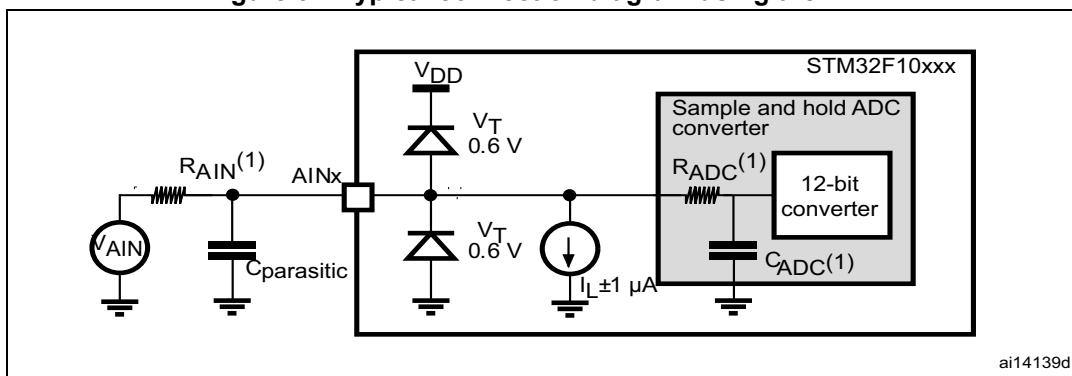 STM32F10xxx
VDD
Sample and hold ADC
converter
VT
0.6 V
RAIN(1)
AINx
RADC(1)
12-bit
converter
VAIN
Cparasitic
VT
0.6 V
IL±1 µA
CADC(1)
ai14139d